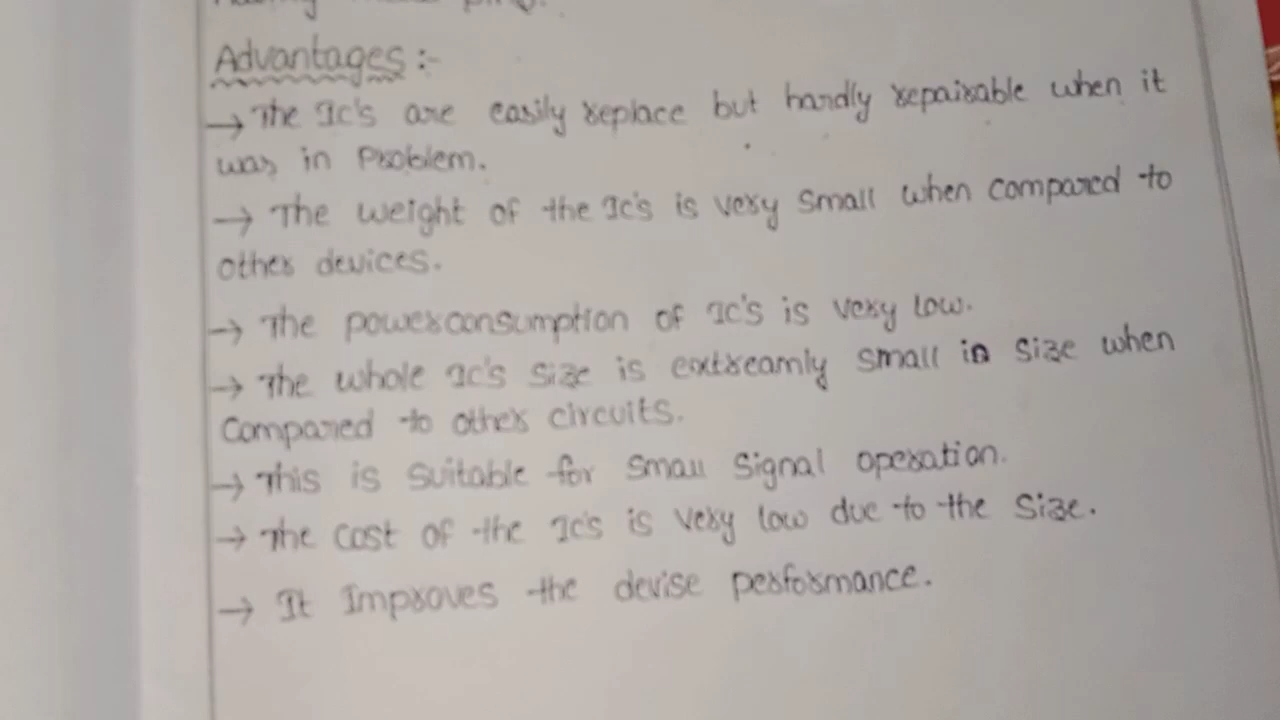 Advantages :-
→ The Ic's are easily replace but hardly repairable when it
was in Problem.
→ The weight of the Ic's is very small when compared to
other devices.
→ The powerconsumption of Ic's is very low.
→ The whole Ic's size is extreamly small in size when
compared to other circuits.
→ This is suitable for small signal operation.
→ The cost of the Ic's is very low due to the size.
→ It Improves the devise performance.